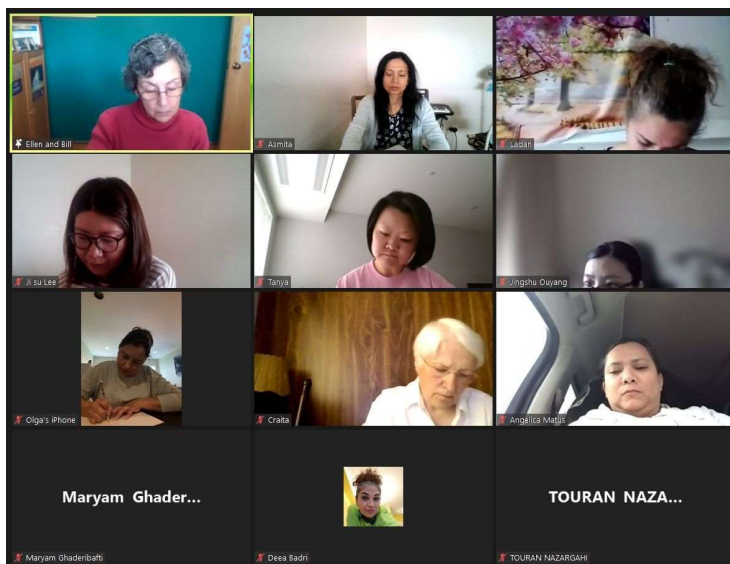 Ellen and Bill
Asmita
Ladan
Ji su Lee
Tanya
Jingshu Ouyang
Olga's iPhone
Craita
Angelica Matus
Maryam Ghader...
TOURAN NAZA...
Maryam Ghaderibafti
Deea Badri
TOURAN NAZARGAHI